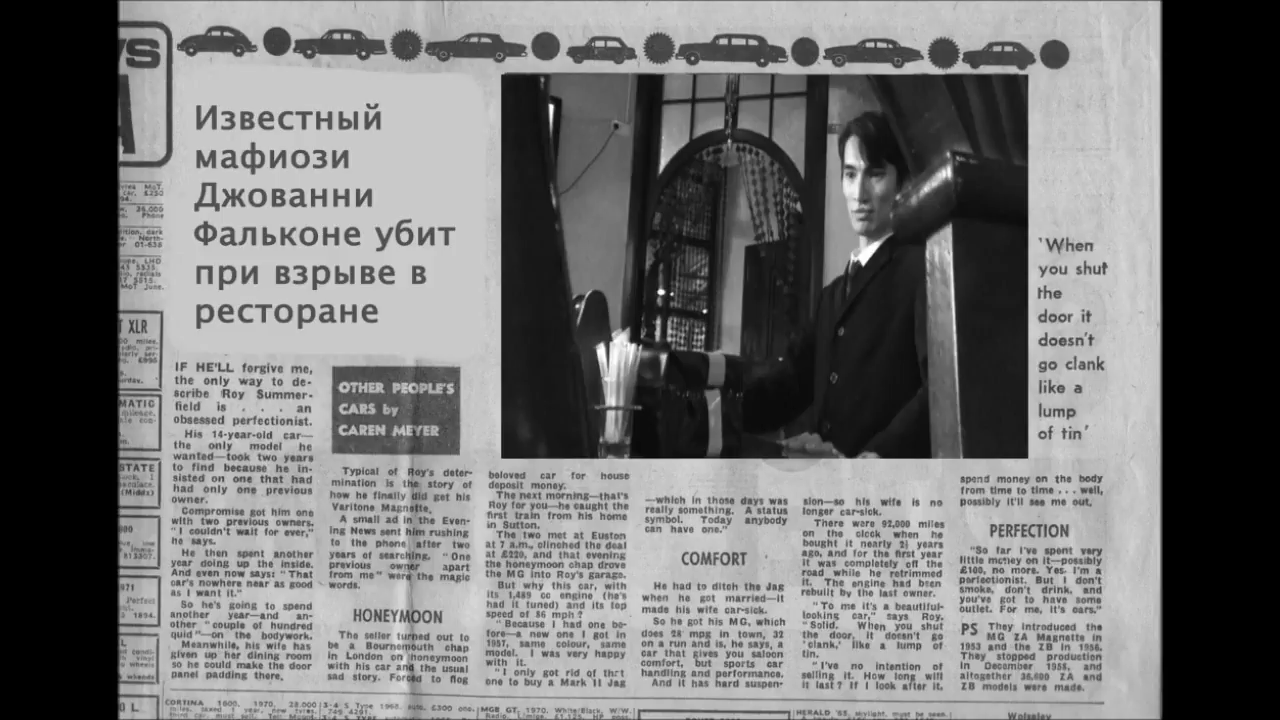 Известный
мафиози
Джованни
Фальконе убит
при взрыве в
ресторане
'When
you shut
the
door it
doesn't
go clank
like a
lump
of tin'
IF HE'LL forgive me,
the only way to de-
scribe Roy Summer-
field is . . . an
obsessed perfectionist.
His 14-year-old car—
the only model he
wanted—took two years
to find because he in-
sisted on one that had
had only one previous
owner.
Compromise got him one
with two previous owners.
"I couldn't wait for ever,"
he says.
He then spent another
year doing up the inside.
And even now says: "That
car's nowhere near as good
as I want it."
So he's going to spend
another year—and an-
other "couple of hundred
quid"—on the bodywork.
Meanwhile, his wife has
given up her dining room
so he could make the door
panel padding there.
OTHER PEOPLE'S
CARS by
CAREN MEYER
Typical of Roy's deter-
mination is the story of
how he finally did get his
Varitone Magnette.
A small ad in the Even-
ing News sent him rushing
to the phone after two
years of searching. "One
previous owner apart
from me" were the magic
words.
HONEYMOON
The seller turned out to
be a Bournemouth chap
in London on honeymoon
with his car and the usual
sad story. Forced to flog
beloved car for house
deposit money.
The next morning—that's
Roy for you—he caught the
first train from his home
in Sutton.
The two met at Euston
at 7 a.m., clinched the deal
at £220, and that evening
the honeymoon chap drove
the MG into Roy's garage.
But why this car, with
its 1,489 cc engine (he's
had it tuned) and its top
speed of 86 mph?
"Because I had one be-
fore—a new one I got in
1957, same colour, same
model. I was very happy
with it.
"I only got rid of that
one to buy a Mark II Jag
—which in those days was
really something. A status
symbol. Today anybody
can have one."
COMFORT
He had to ditch the Jag
when he got married—it
made his wife car-sick.
So he got his MG, which
does 28 mpg in town, 32
on a run and is, he says, a
car that gives you saloon
comfort, but sports car
handling and performance.
And it has hard suspen-
sion—so his wife is no
longer car-sick.
There were 92,000 miles
on the clock when he
bought it nearly 2½ years
ago, and for the first year
it was completely off the
road while he retrimmed
it. The engine had been
rebuilt by the last owner.
"To me it's a beautiful-
looking car," says Roy.
"Solid. When you shut
the door, it doesn't go
'clank,' like a lump of
tin.
"I've no intention of
selling it. How long will
it last? If I look after it,
spend money on the body
from time to time . . . well,
possibly it'll see me out.
PERFECTION
"So far I've spent very
little money on it—possibly
£100, no more. Yes I'm a
perfectionist. But I don't
smoke, don't drink, and
you've got to have some
outlet. For me, it's cars."
PS They introduced the
MG ZA Magnette in
1953 and the ZB in 1956.
They stopped production
in December 1958, and
altogether 36,600 ZA and
ZB models were made.